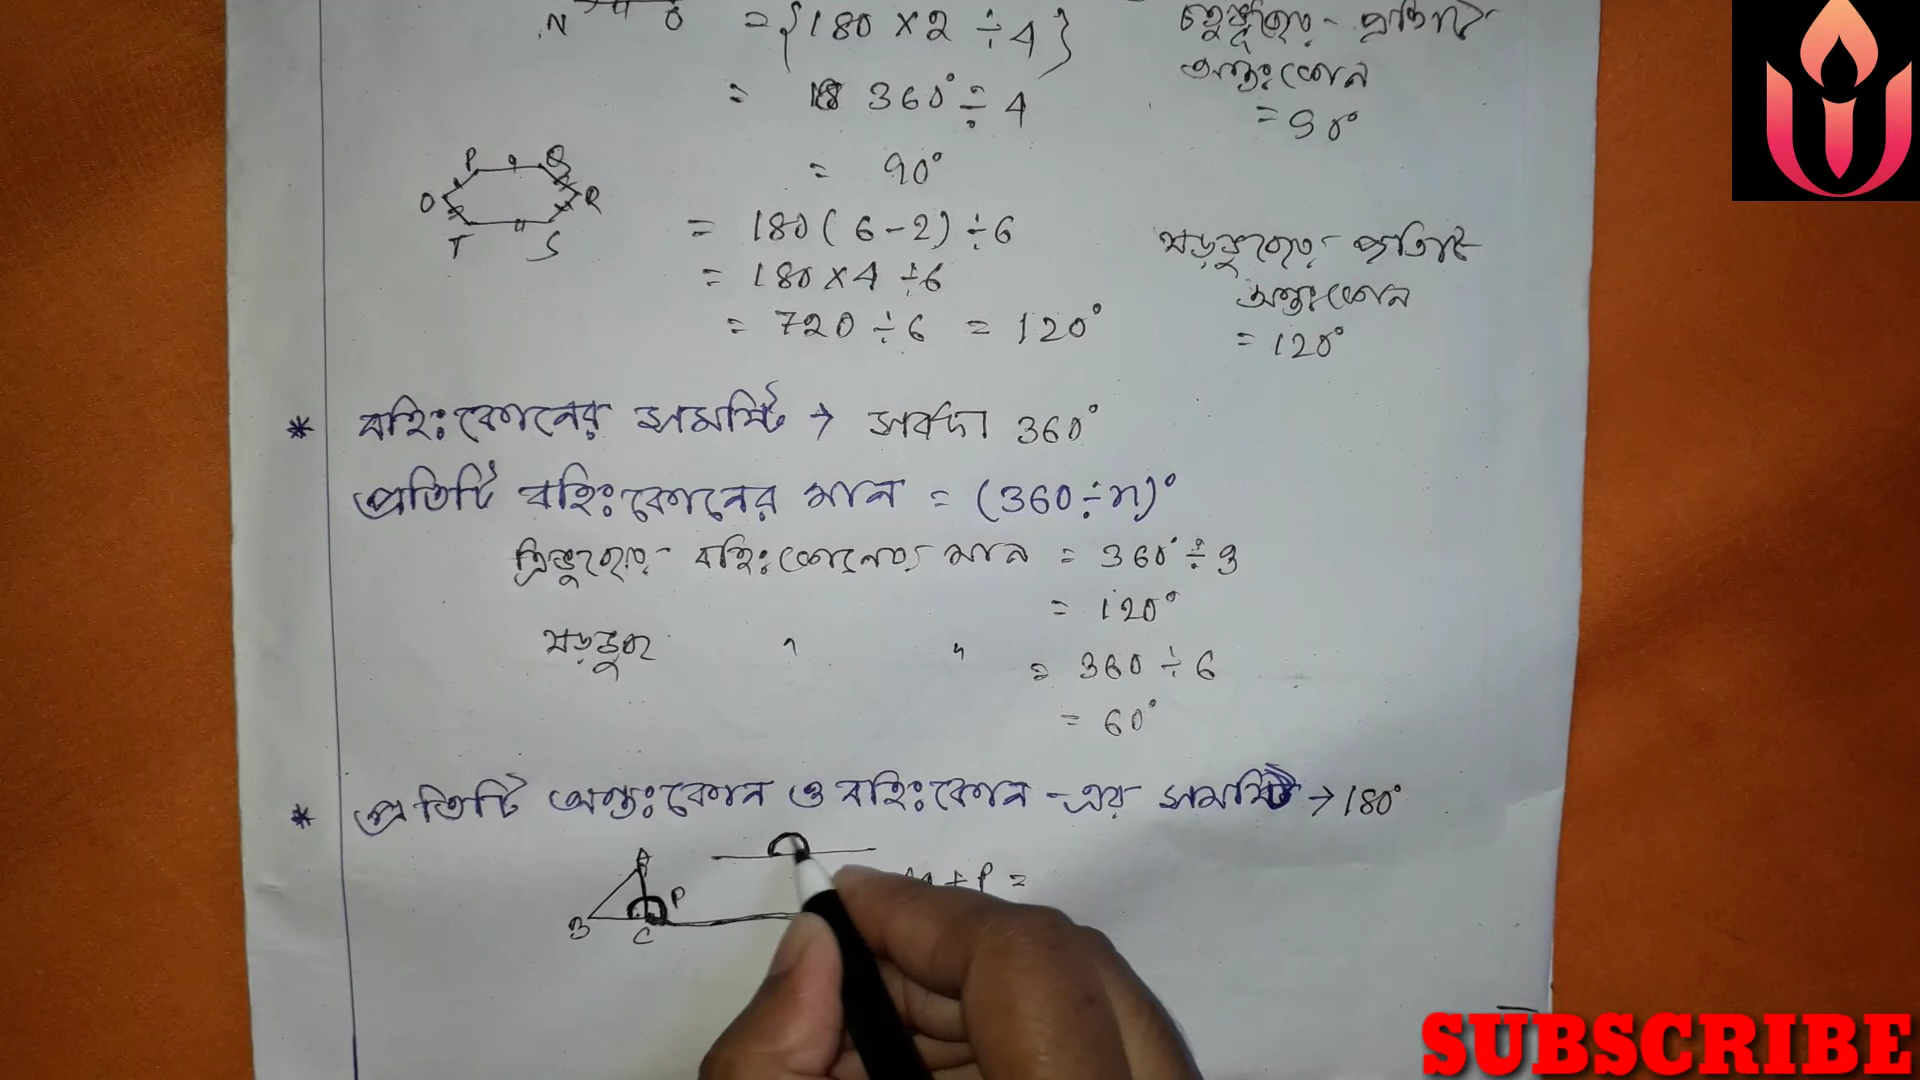 N O = {180 × 2 ÷ 4}
চতুর্ভুজের প্রতিটি
= 360° ÷ 4
অন্তঃকোন
= 90°
= 90°
P Q
O R
T S
= 180 (6 - 2) ÷ 6
ষড়ভুজের প্রতিটি
= 180 × 4 ÷ 6
অন্তঃকোন
= 720 ÷ 6 = 120°
= 120°
* বহিঃকোনের সমষ্টি → সর্বদা 360°
প্রতিটি বহিঃকোনের মান = (360 ÷ n)°
ত্রিভুজের বহিঃকোনের মান = 360° ÷ 3
= 120°
ষড়ভুজ " " = 360 ÷ 6
= 60°
* প্রতিটি অন্তঃকোন ও বহিঃকোন -এর সমষ্টি → 180°
A
B C P
+ P =
SUBSCRIBE